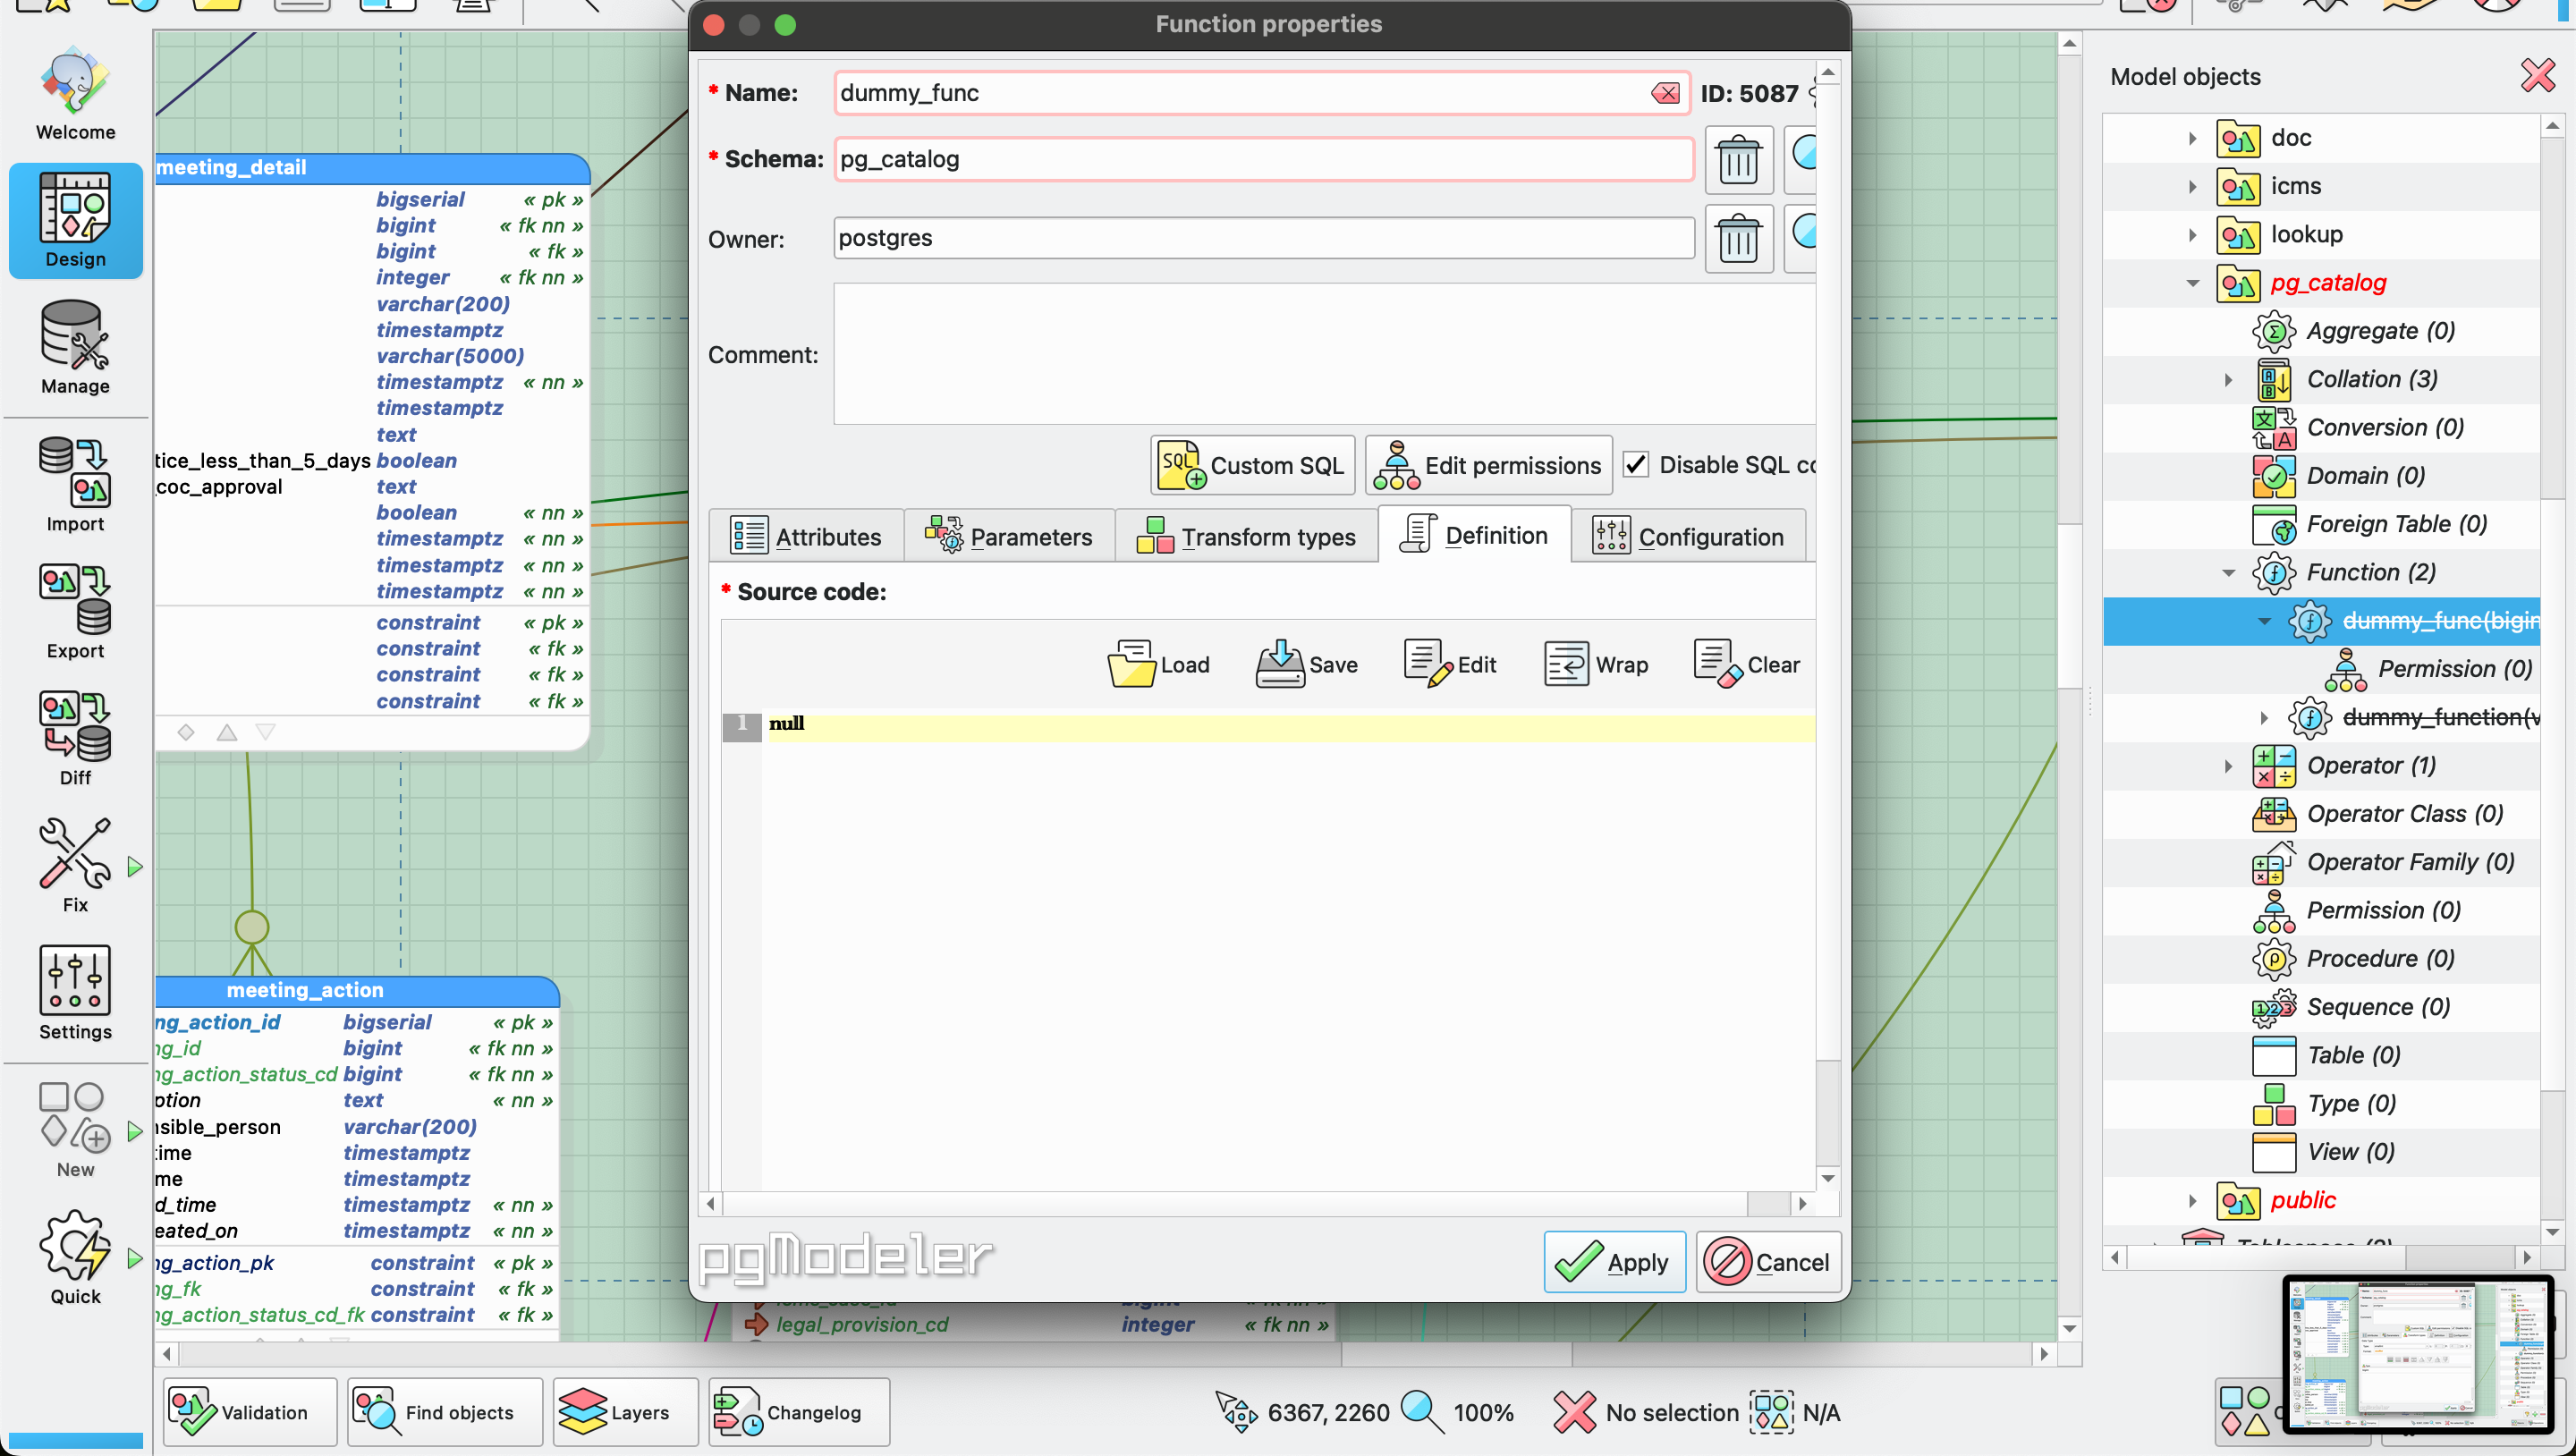 Function properties
Model objects
Welcome
Design
Manage
Import
Export
Diff
Fix
Settings
New
Quick
meeting_detail
bigserial « pk »
bigint « fk nn »
bigint « fk »
integer « fk nn »
varchar(200)
timestamptz
varchar(5000)
timestamptz « nn »
timestamptz
text
tice_less_than_5_days boolean
coc_approval text
boolean « nn »
timestamptz « nn »
timestamptz « nn »
timestamptz « nn »
constraint « pk »
constraint « fk »
constraint « fk »
constraint « fk »
meeting_action
ng_action_id bigserial « pk »
ng_id bigint « fk nn »
ng_action_status_cd bigint « fk nn »
ption text « nn »
nsible_person varchar(200)
time timestamptz
me timestamptz
d_time timestamptz « nn »
eated_on timestamptz « nn »
ng_action_pk constraint « pk »
ng_fk constraint « fk »
ng_action_status_cd_fk constraint « fk »
* Name: dummy_func ID: 5087
* Schema: pg_catalog
Owner: postgres
Comment:
SQL Custom SQL Edit permissions Disable SQL co
Attributes Parameters Transform types Definition Configuration
* Source code:
Load Save Edit Wrap Clear
1 null
pgModeler Apply Cancel
legal_provision_cd integer « fk nn »
doc
icms
lookup
pg_catalog
Aggregate (0)
Collation (3)
Conversion (0)
Domain (0)
Foreign Table (0)
Function (2)
dummy_func(bigin
Permission (0)
dummy_function(v
Operator (1)
Operator Class (0)
Operator Family (0)
Permission (0)
Procedure (0)
Sequence (0)
Table (0)
Type (0)
View (0)
public
Validation Find objects Layers Changelog 6367, 2260 100% No selection N/A